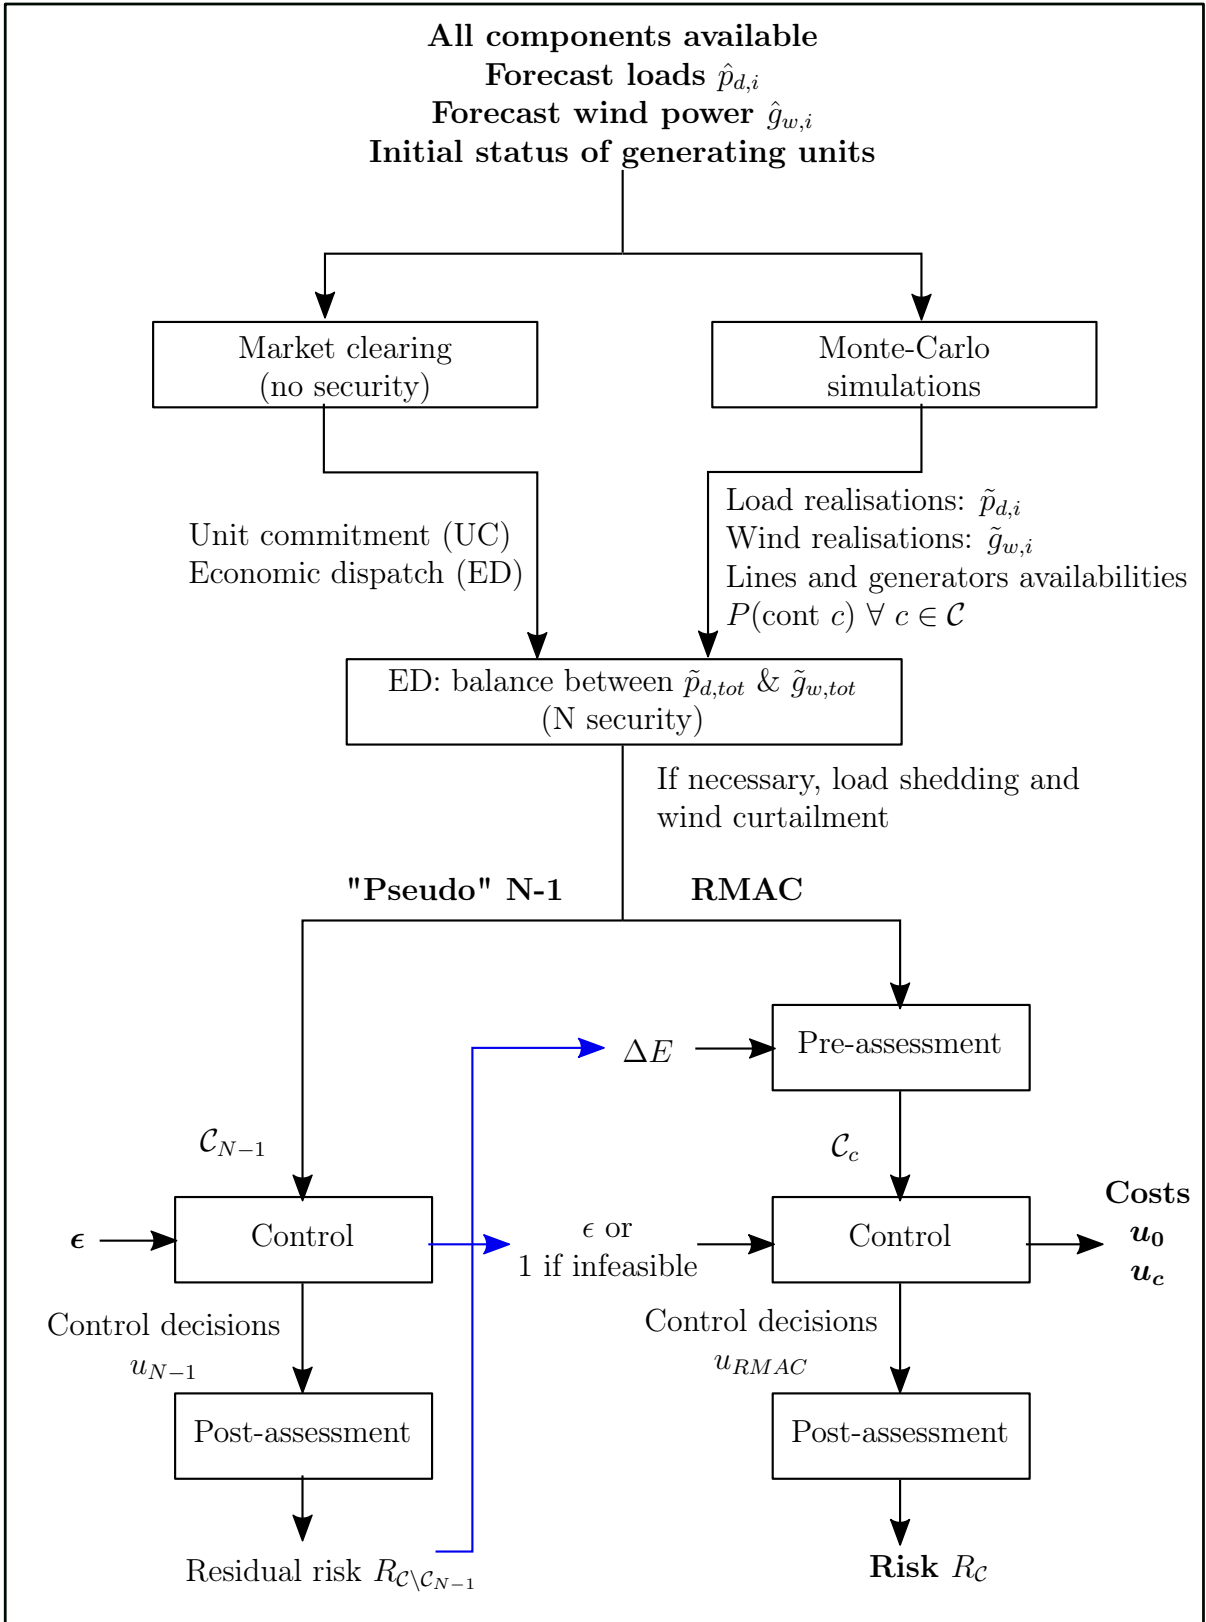 All components available
Forecast loads p̂_{d,i}
Forecast wind power ĝ_{w,i}
Initial status of generating units
Market clearing
(no security)
Monte-Carlo
simulations
Unit commitment (UC)
Economic dispatch (ED)
Load realisations: p̃_{d,i}
Wind realisations: g̃_{w,i}
Lines and generators availabilities
P(cont c) ∀ c ∈ 𝒞
ED: balance between p̃_{d,tot} & g̃_{w,tot}
(N security)
If necessary, load shedding and
wind curtailment
"Pseudo" N-1
RMAC
ΔE
Pre-assessment
𝒞_{N−1}
𝒞_c
ϵ
Control
ϵ or
1 if infeasible
Control
Costs
u_0
u_c
Control decisions
u_{N−1}
Control decisions
u_{RMAC}
Post-assessment
Post-assessment
Residual risk R_{𝒞\𝒞_{N−1}}
Risk R_𝒞